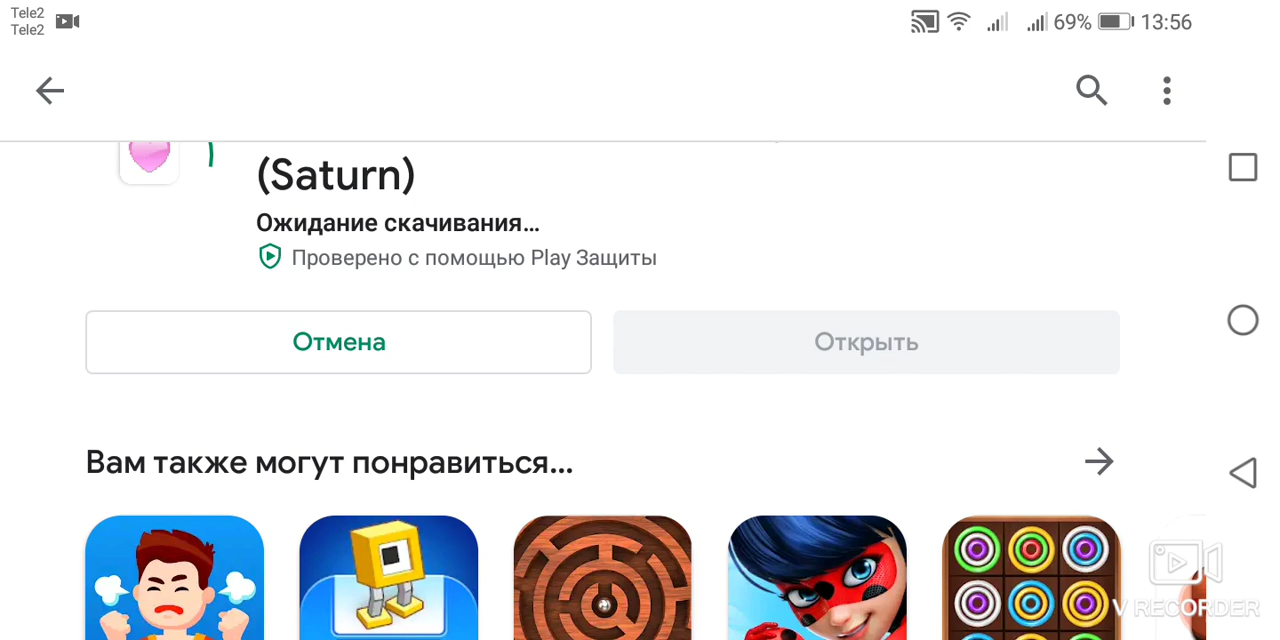 Tele2
Tele2
69% 13:56
(Saturn)
Ожидание скачивания...
Проверено с помощью Play Защиты
Отмена
Открыть
Вам также могут понравиться...
V RECORDER